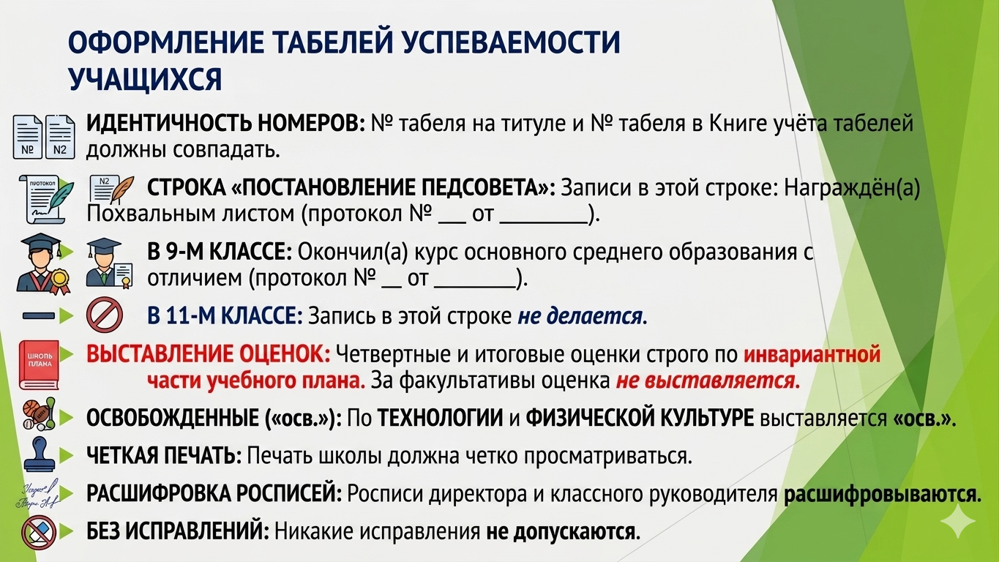 ОФОРМЛЕНИЕ ТАБЕЛЕЙ УСПЕВАЕМОСТИ
УЧАЩИХСЯ
№ N2
ИДЕНТИЧНОСТЬ НОМЕРОВ: № табеля на титуле и № табеля в Книге учёта табелей
должны совпадать.
ПРОТОКОЛ
N2
СТРОКА «ПОСТАНОВЛЕНИЕ ПЕДСОВЕТА»: Записи в этой строке: Награждён(а)
Похвальным листом (протокол № ___ от _________).
В 9-М КЛАССЕ: Окончил(а) курс основного среднего образования с
отличием (протокол № __ от _________).
В 11-М КЛАССЕ: Запись в этой строке не делается.
ШКОПЬ
ПЛАНА
ВЫСТАВЛЕНИЕ ОЦЕНОК: Четвертные и итоговые оценки строго по инвариантной
части учебного плана. За факультативы оценка не выставляется.
ОСВОБОЖДЕННЫЕ («осв.»): По ТЕХНОЛОГИИ и ФИЗИЧЕСКОЙ КУЛЬТУРЕ выставляется «осв.».
ЧЕТКАЯ ПЕЧАТЬ: Печать школы должна четко просматриваться.
РАСШИФРОВКА РОСПИСЕЙ: Росписи директора и классного руководителя расшифровываются.
БЕЗ ИСПРАВЛЕНИЙ: Никакие исправления не допускаются.